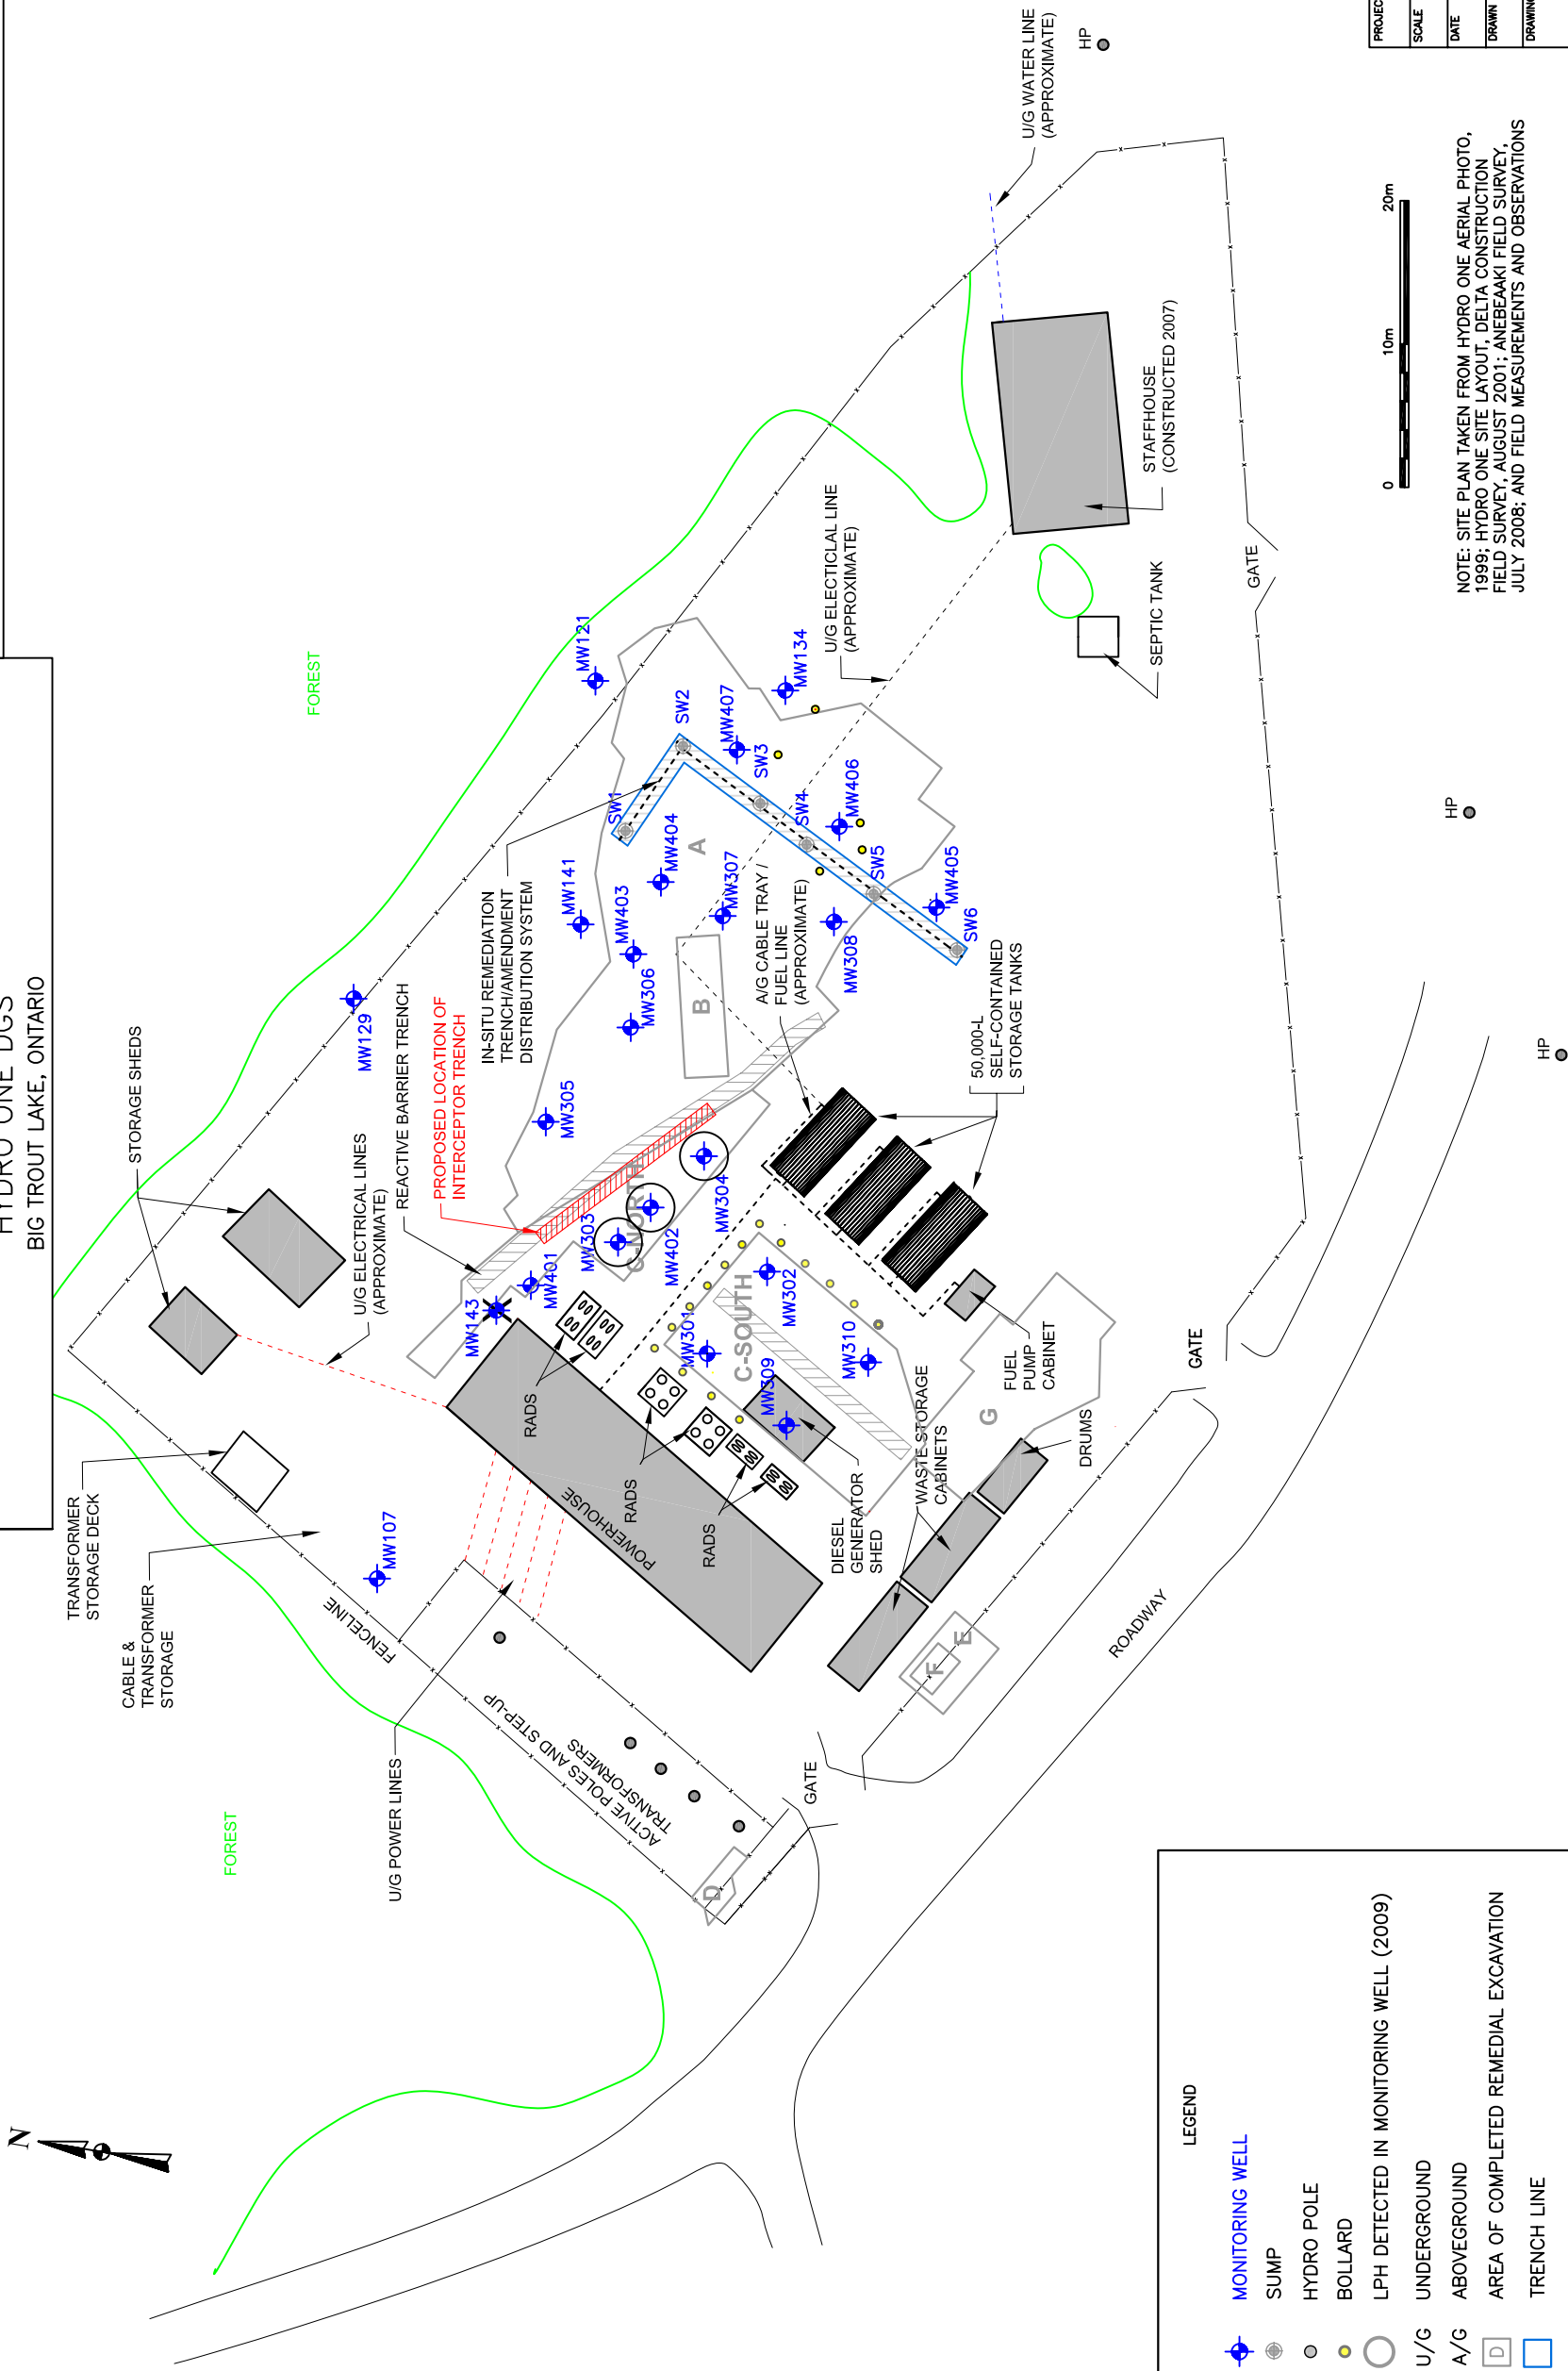 HYDRO ONE DGS
BIG TROUT LAKE, ONTARIO
N
FOREST
FOREST
STORAGE SHEDS
TRANSFORMER
STORAGE DECK
CABLE &
TRANSFORMER
STORAGE
U/G ELECTRICAL LINES
(APPROXIMATE)
REACTIVE BARRIER TRENCH
PROPOSED LOCATION OF
INTERCEPTOR TRENCH
IN-SITU REMEDIATION
TRENCH/AMENDMENT
DISTRIBUTION SYSTEM
MW129
MW107
MW121
MW141
MW143
MW401
MW303
MW402
MW304
MW305
MW306
MW403
MW404
MW307
MW308
MW407
MW134
MW406
MW405
MW301
MW302
MW309
MW310
SW1
SW2
SW3
SW4
SW5
SW6
A
B
C-NORTH
C-SOUTH
D
E
F
G
FENCELINE
ACTIVE POLES AND STEP-UP
TRANSFORMERS
U/G POWER LINES
POWERHOUSE
RADS
RADS
RADS
DIESEL
GENERATOR
SHED
WASTE STORAGE
CABINETS
DRUMS
FUEL
PUMP
CABINET
50,000-L
SELF-CONTAINED
STORAGE TANKS
A/G CABLE TRAY /
FUEL LINE
(APPROXIMATE)
U/G ELECTICLAL LINE
(APPROXIMATE)
U/G WATER LINE
(APPROXIMATE)
STAFFHOUSE
(CONSTRUCTED 2007)
SEPTIC TANK
GATE
GATE
GATE
ROADWAY
HP
HP
HP
0
10m
20m
NOTE: SITE PLAN TAKEN FROM HYDRO ONE AERIAL PHOTO,
1999; HYDRO ONE SITE LAYOUT, DELTA CONSTRUCTION
FIELD SURVEY, AUGUST 2001; ANEBEAAKI FIELD SURVEY,
JULY 2008; AND FIELD MEASUREMENTS AND OBSERVATIONS
LEGEND
MONITORING WELL
SUMP
HYDRO POLE
BOLLARD
LPH DETECTED IN MONITORING WELL (2009)
U/G UNDERGROUND
A/G ABOVEGROUND
D AREA OF COMPLETED REMEDIAL EXCAVATION
TRENCH LINE
SCALE
DATE
DRAWN